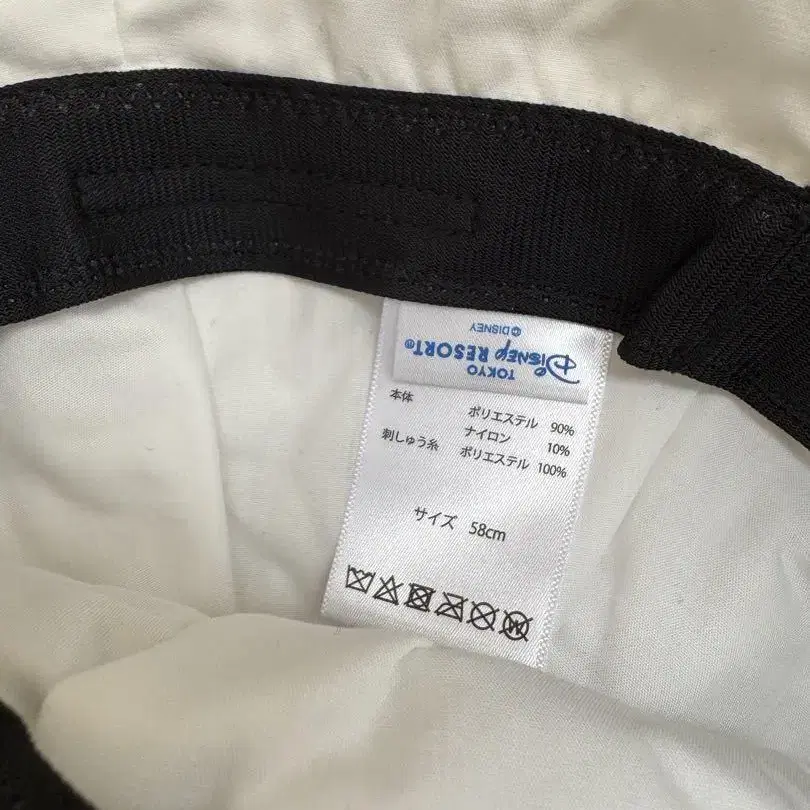 TOKYO
DISNEY RESORT®
© DISNEY
本体 ポリエステル 90%
ナイロン 10%
刺しゅう糸 ポリエステル 100%
サイズ 58cm